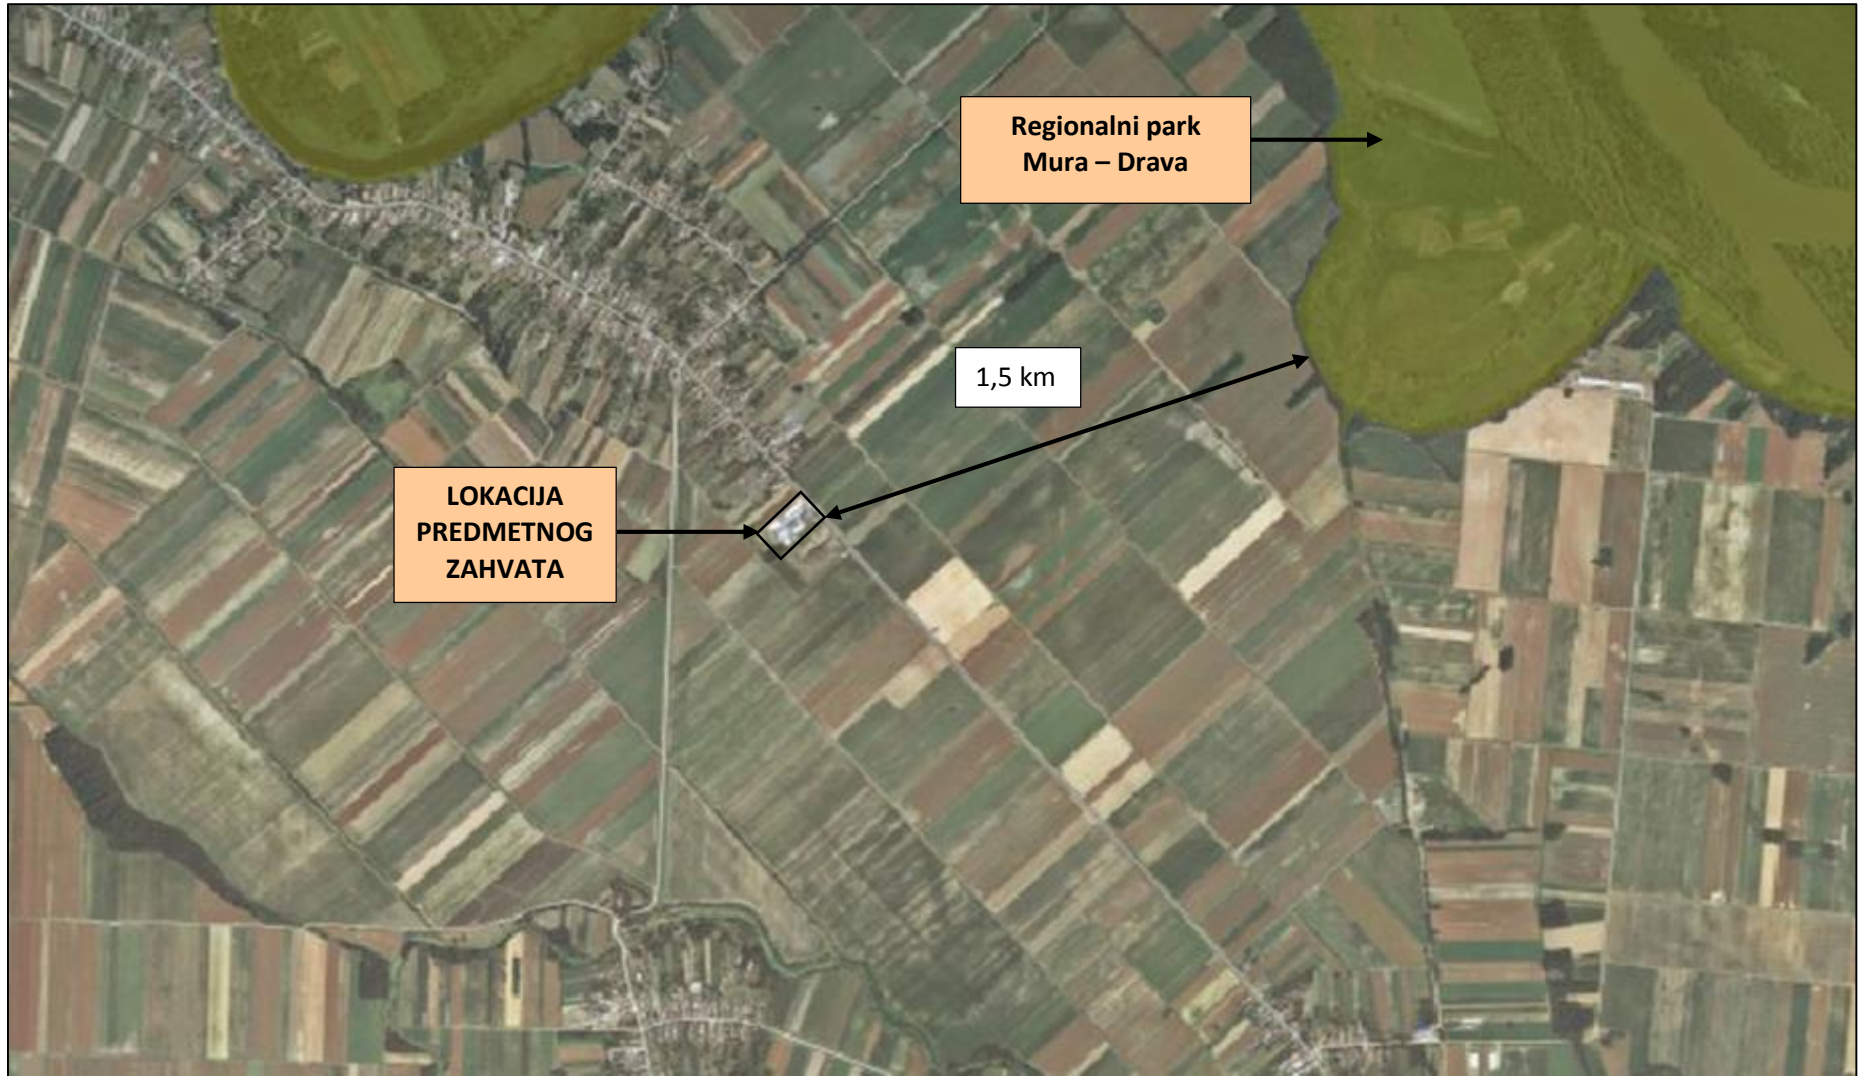 Regionalni park
Mura – Drava
1,5 km
LOKACIJA
PREDMETNOG
ZAHVATA